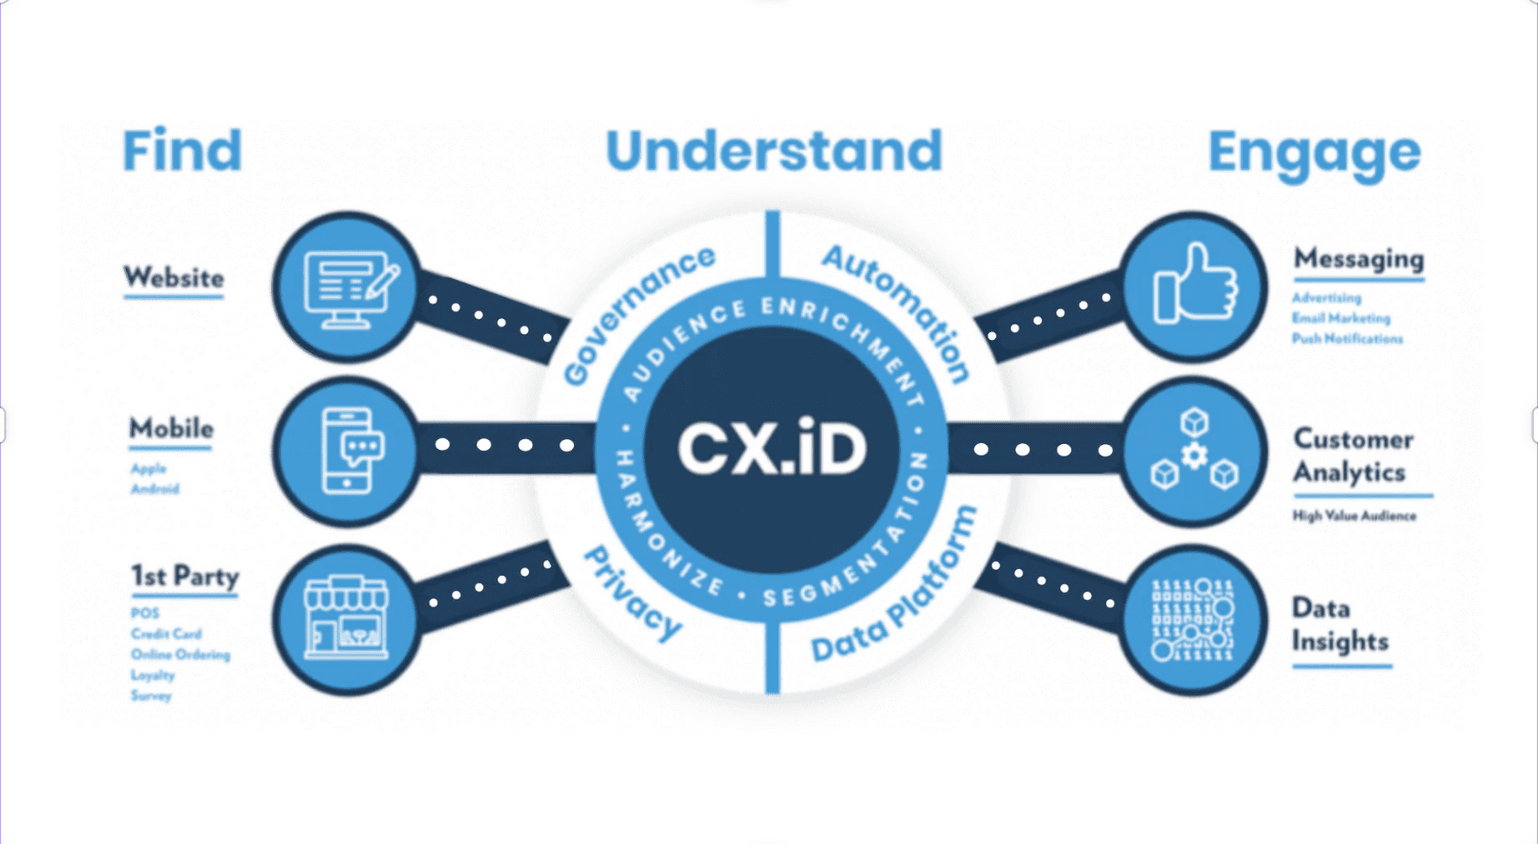 Find
Understand
Engage
Website
Mobile
Apple
Android
1st Party
POS
Credit Card
Online Ordering
Loyalty
Survey
Governance
Automation
Privacy
Data Platform
AUDIENCE ENRICHMENT •
HARMONIZE • SEGMENTATION •
CX.iD
Messaging
Advertising
Email Marketing
Push Notifications
Customer
Analytics
High Value Audience
Data
Insights